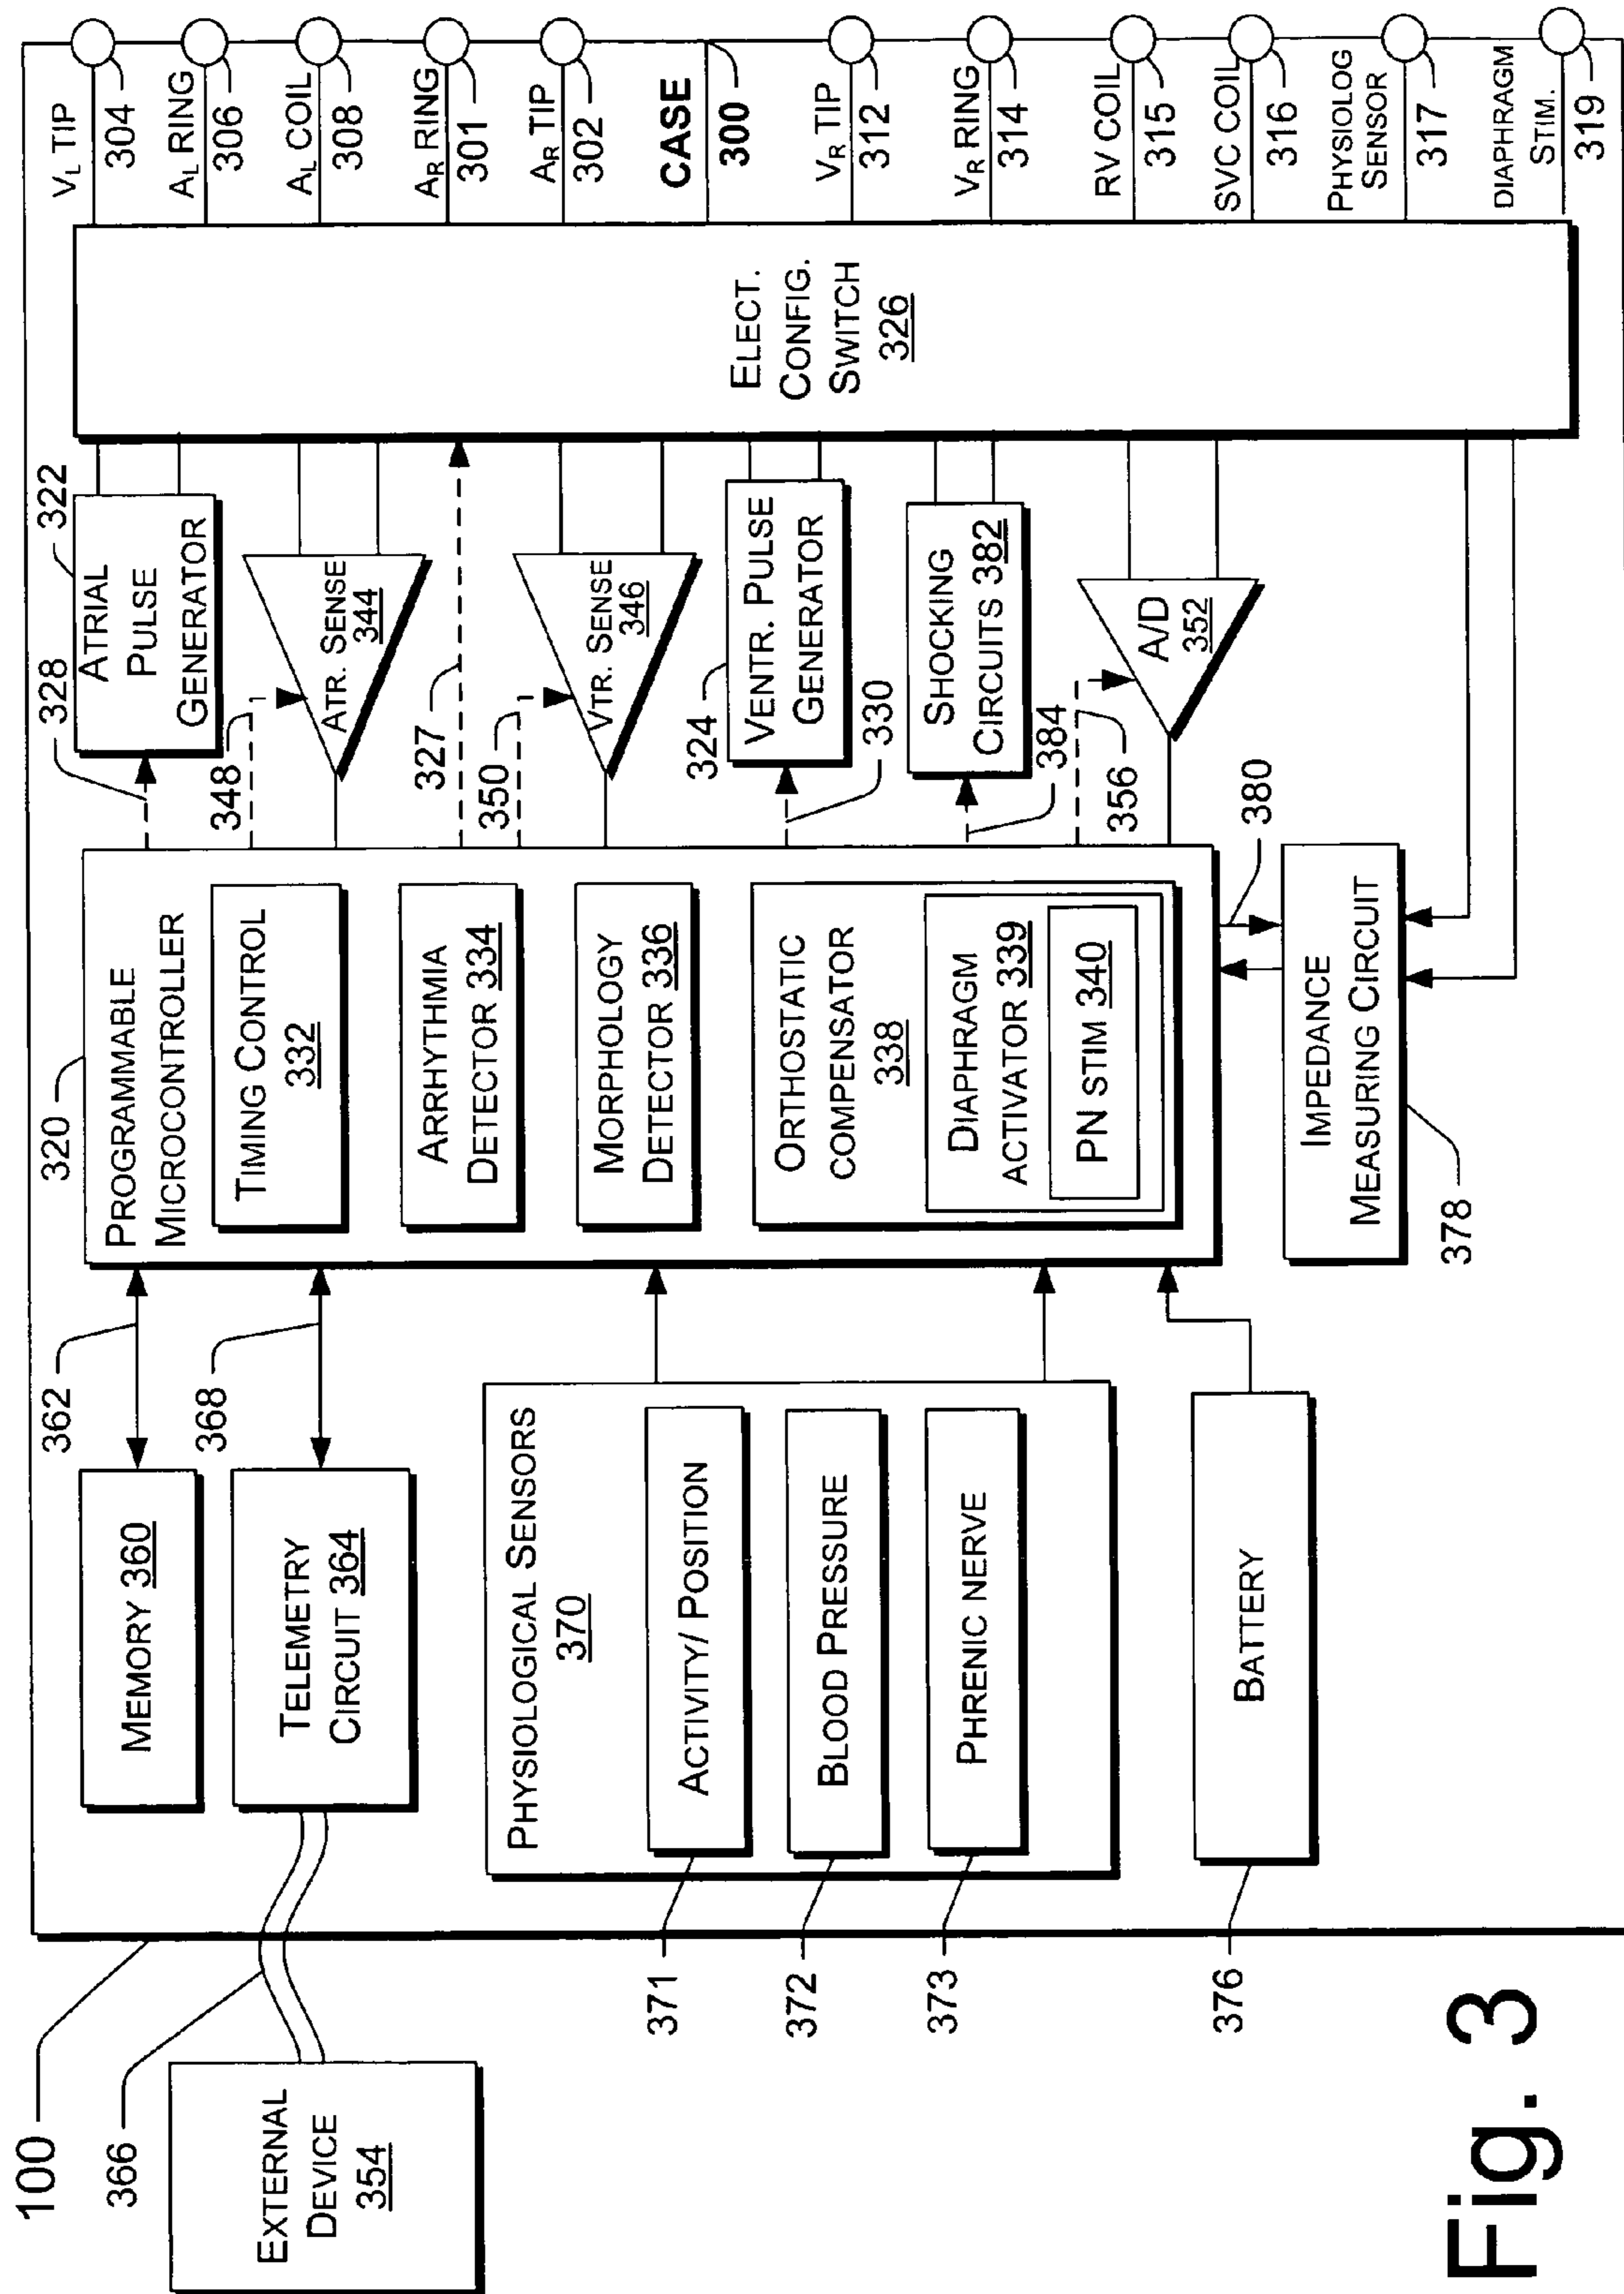 100
366
EXTERNAL
DEVICE
354
362
MEMORY 360
368
TELEMETRY
CIRCUIT 364
PHYSIOLOGICAL SENSORS
370
ACTIVITY/ POSITION
371
BLOOD PRESSURE
372
PHRENIC NERVE
373
BATTERY
376
320
PROGRAMMABLE
MICROCONTROLLER
TIMING CONTROL
332
ARRHYTHMIA
DETECTOR 334
MORPHOLOGY
DETECTOR 336
ORTHOSTATIC
COMPENSATOR
338
DIAPHRAGM
ACTIVATOR 339
PN STIM 340
IMPEDANCE
MEASURING CIRCUIT
378
380
328
322
ATRIAL
PULSE
GENERATOR
348
ATR. SENSE
344
327
350
VTR. SENSE
346
324
VENTR. PULSE
GENERATOR
330
SHOCKING
CIRCUITS 382
384
356
A/D
352
ELECT.
CONFIG.
SWITCH
326
VL TIP
304
AL RING
306
AL COIL
308
AR RING
301
AR TIP
302
CASE
300
VR TIP
312
VR RING
314
RV COIL
315
SVC COIL
316
PHYSIOLOG
SENSOR
317
DIAPHRAGM
STIM.
319
Fig. 3